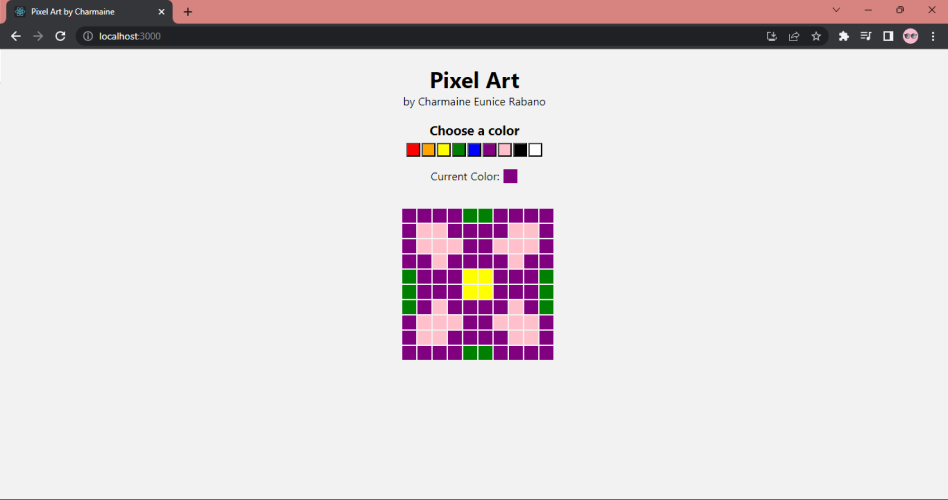 Pixel Art by Charmaine
localhost:3000
Pixel Art
by Charmaine Eunice Rabano
Choose a color
Current Color: